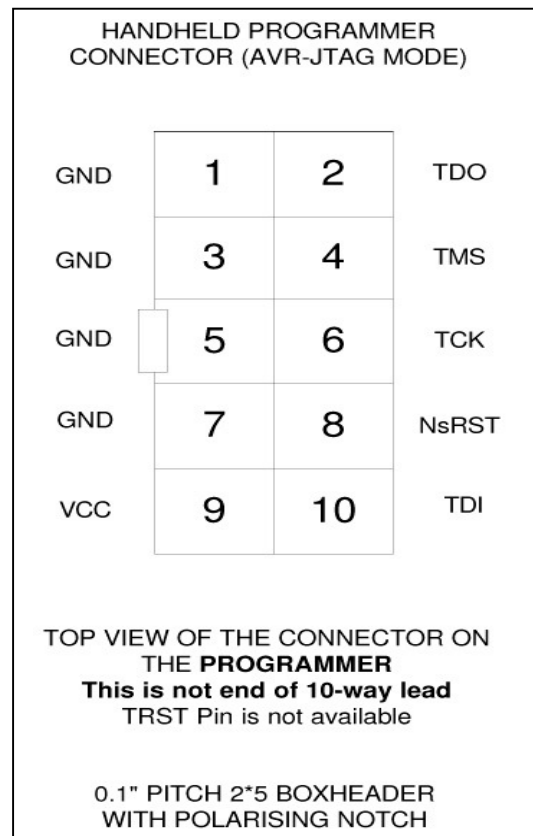 HANDHELD PROGRAMMER
CONNECTOR (AVR-JTAG MODE)
GND 1 2 TDO
GND 3 4 TMS
GND 5 6 TCK
GND 7 8 NsRST
VCC 9 10 TDI
TOP VIEW OF THE CONNECTOR ON
THE PROGRAMMER
This is not end of 10-way lead
TRST Pin is not available
0.1" PITCH 2*5 BOXHEADER
WITH POLARISING NOTCH